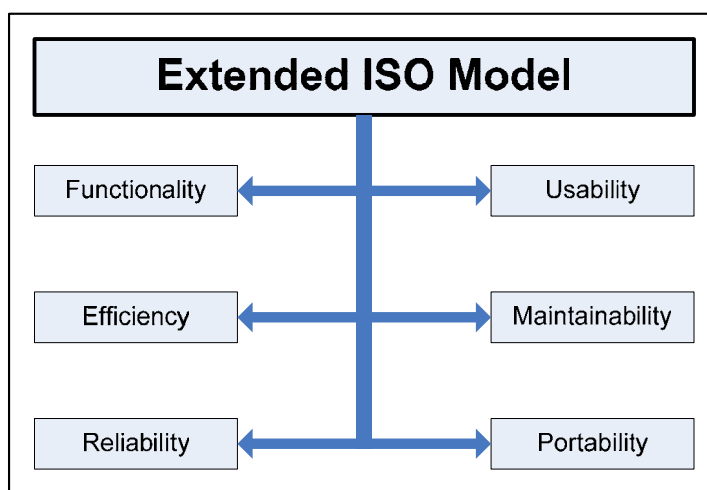 Extended ISO Model
Functionality
Usability
Efficiency
Maintainability
Reliability
Portability